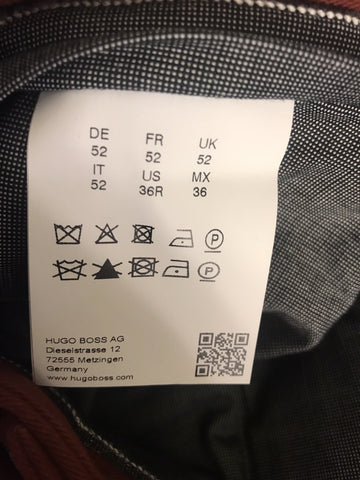 DE FR UK
52 52 52
IT US MX
52 36R 36
P
P
HUGO BOSS AG
Dieselstrasse 12
72555 Metzingen
Germany
www.hugoboss.com